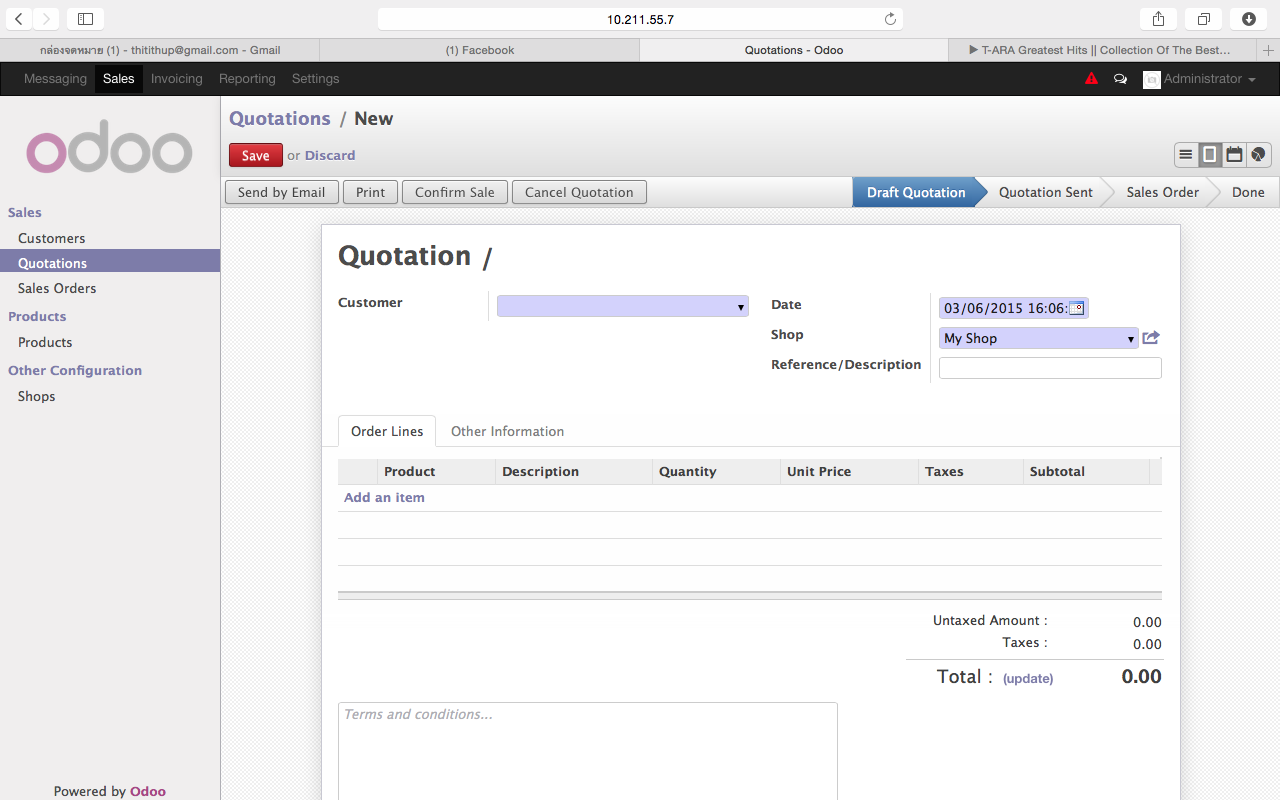 10.211.55.7
กล่องจดหมาย (1) - thitithup@gmail.com - Gmail
(1) Facebook
Quotations - Odoo
▶ T-ARA Greatest Hits || Collection Of The Best...
Messaging Sales Invoicing Reporting Settings Administrator
odoo
Sales
Customers
Quotations
Sales Orders
Products
Products
Other Configuration
Shops
Powered by Odoo
Quotations / New
Save or Discard
Send by Email Print Confirm Sale Cancel Quotation Draft Quotation Quotation Sent Sales Order Done
Quotation /
Customer
Date 03/06/2015 16:06:
Shop My Shop
Reference/Description
Order Lines Other Information
Product Description Quantity Unit Price Taxes Subtotal
Add an item
Untaxed Amount : 0.00
Taxes : 0.00
Total : (update) 0.00
Terms and conditions...